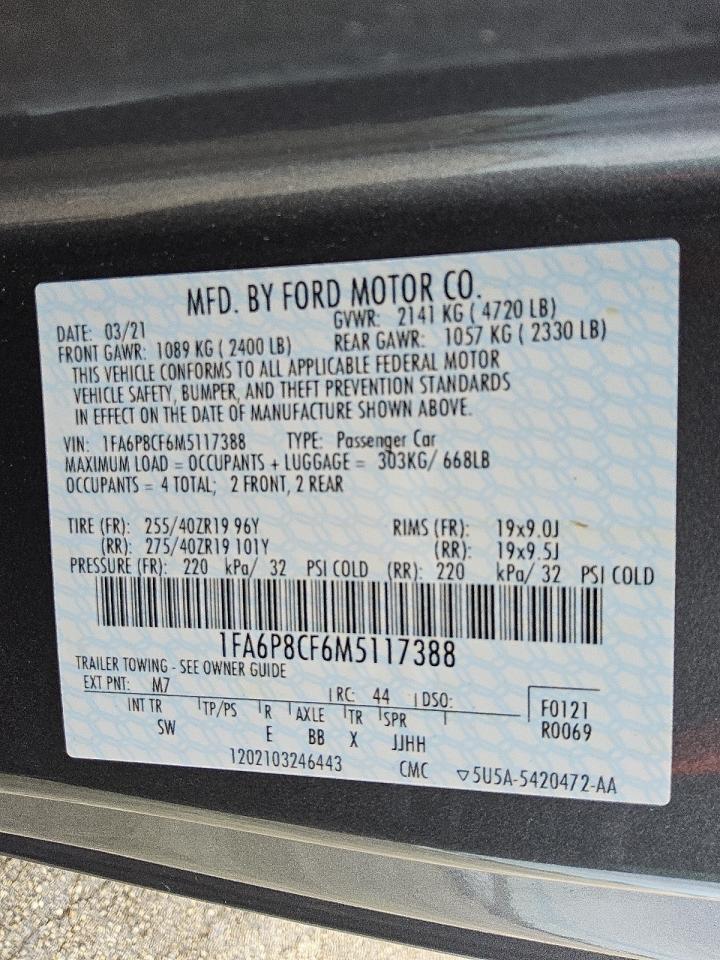 MFD. BY FORD MOTOR CO.
DATE: 03/21 GVWR: 2141 KG ( 4720 LB)
FRONT GAWR: 1089 KG ( 2400 LB) REAR GAWR: 1057 KG ( 2330 LB)
THIS VEHICLE CONFORMS TO ALL APPLICABLE FEDERAL MOTOR
VEHICLE SAFETY, BUMPER, AND THEFT PREVENTION STANDARDS
IN EFFECT ON THE DATE OF MANUFACTURE SHOWN ABOVE.
VIN: 1FA6P8CF6M5117388 TYPE: Passenger Car
MAXIMUM LOAD = OCCUPANTS + LUGGAGE = 303KG/ 668LB
OCCUPANTS = 4 TOTAL; 2 FRONT, 2 REAR
TIRE (FR): 255/40ZR19 96Y RIMS (FR): 19x9.0J
(RR): 275/40ZR19 101Y (RR): 19x9.5J
PRESSURE (FR): 220 kPa/ 32 PSI COLD (RR): 220 kPa/ 32 PSI COLD
1FA6P8CF6M5117388
TRAILER TOWING - SEE OWNER GUIDE
EXT PNT: M7 RC: 44 DSO: F0121
INT TR TP/PS R AXLE TR SPR R0069
SW E BB X JJHH
1202103246443 CMC ▽5U5A-5420472-AA